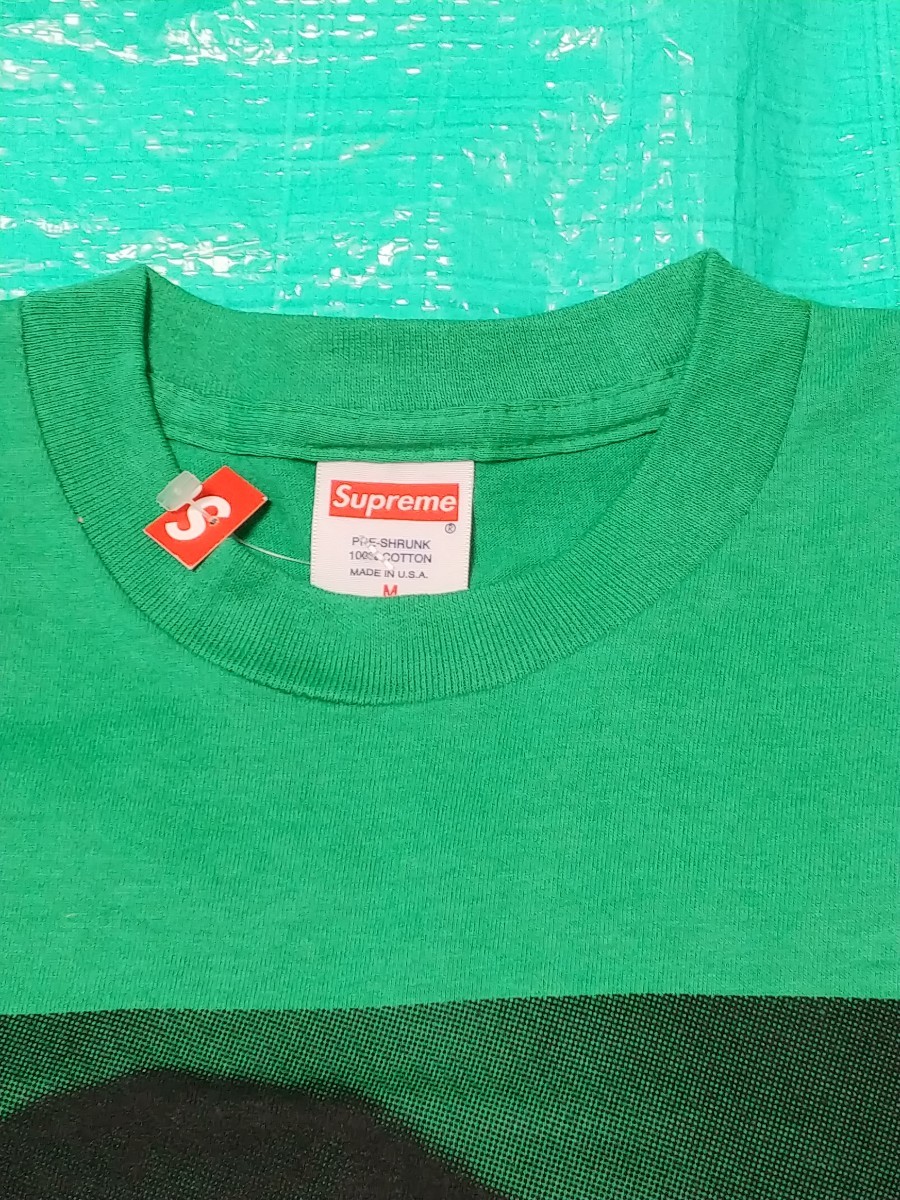 S
Supreme
®
PRE-SHRUNK
100% COTTON
MADE IN U.S.A.
M